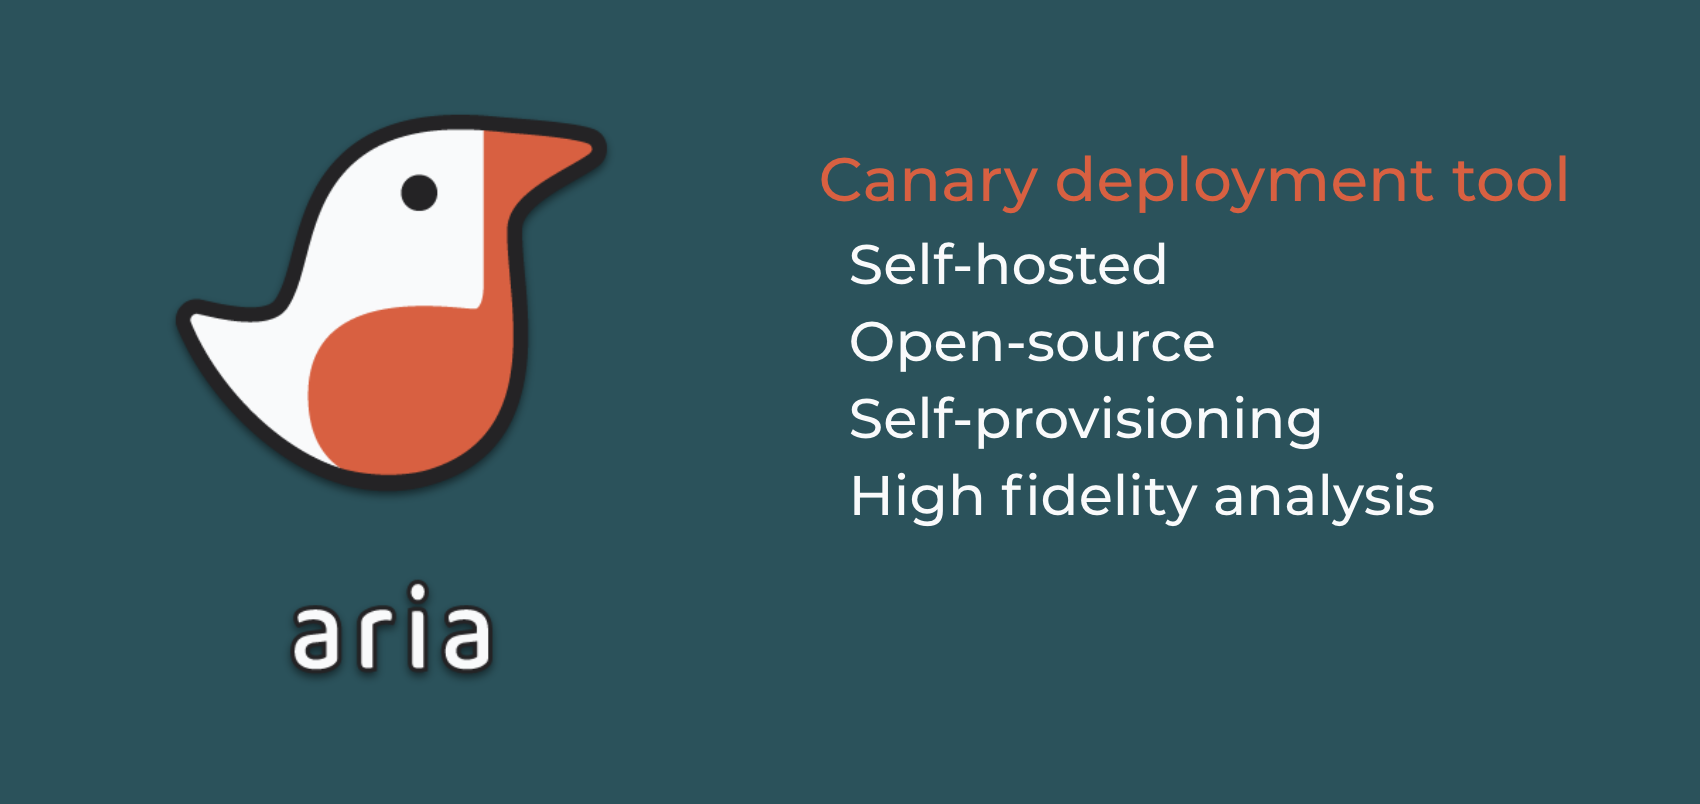 aria
Canary deployment tool
Self-hosted
Open-source
Self-provisioning
High fidelity analysis